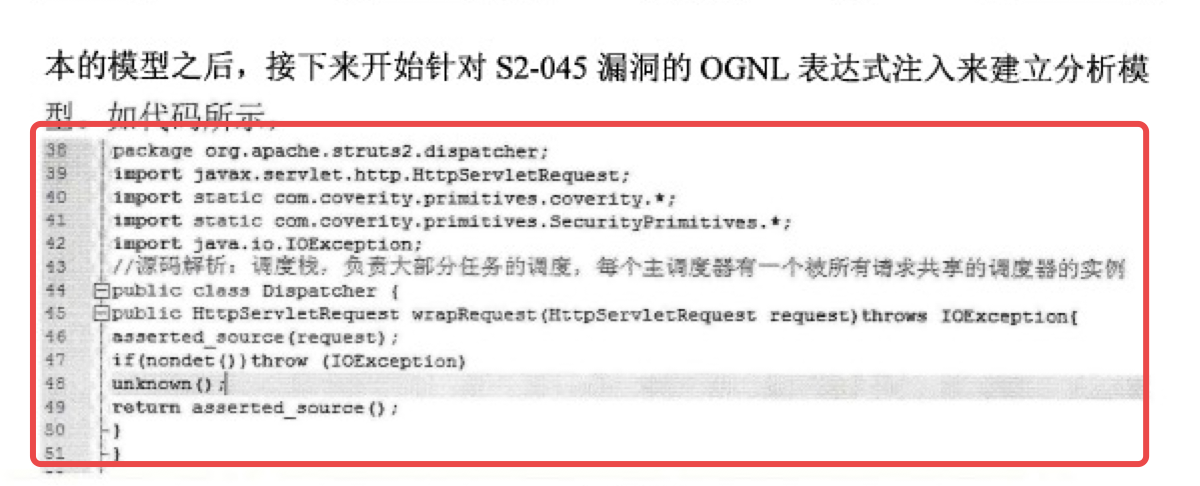 本的模型之后，接下来开始针对 S2-045 漏洞的 OGNL 表达式注入来建立分析模
型。如代码所示，
38 package org.apache.struts2.dispatcher;
39 import javax.servlet.http.HttpServletRequest;
40 import static com.coverity.primitives.coverity.*;
41 import static com.coverity.primitives.SecurityPrimitives.*;
42 import java.io.IOException;
43 //源码解析：调度栈，负责大部分任务的调度，每个主调度器有一个被所有请求共享的调度器的实例
44 public class Dispatcher {
45 public HttpServletRequest wrapRequest(HttpServletRequest request)throws IOException{
46 asserted_source(request);
47 if(nondet())throw (IOException)
48 unknown();
49 return asserted_source();
50 }
51 }